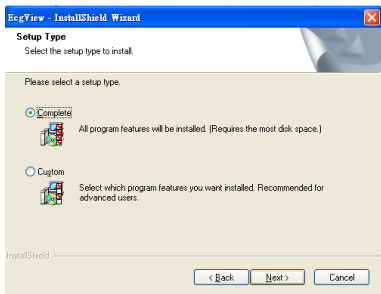 EcgView - InstallShield Wizard
Setup Type
Select the setup type to install.
Please select a setup type.
Complete
All program features will be installed. (Requires the most disk space.)
Custom
Select which program features you want installed. Recommended for
advanced users.
InstallShield
< Back Next > Cancel